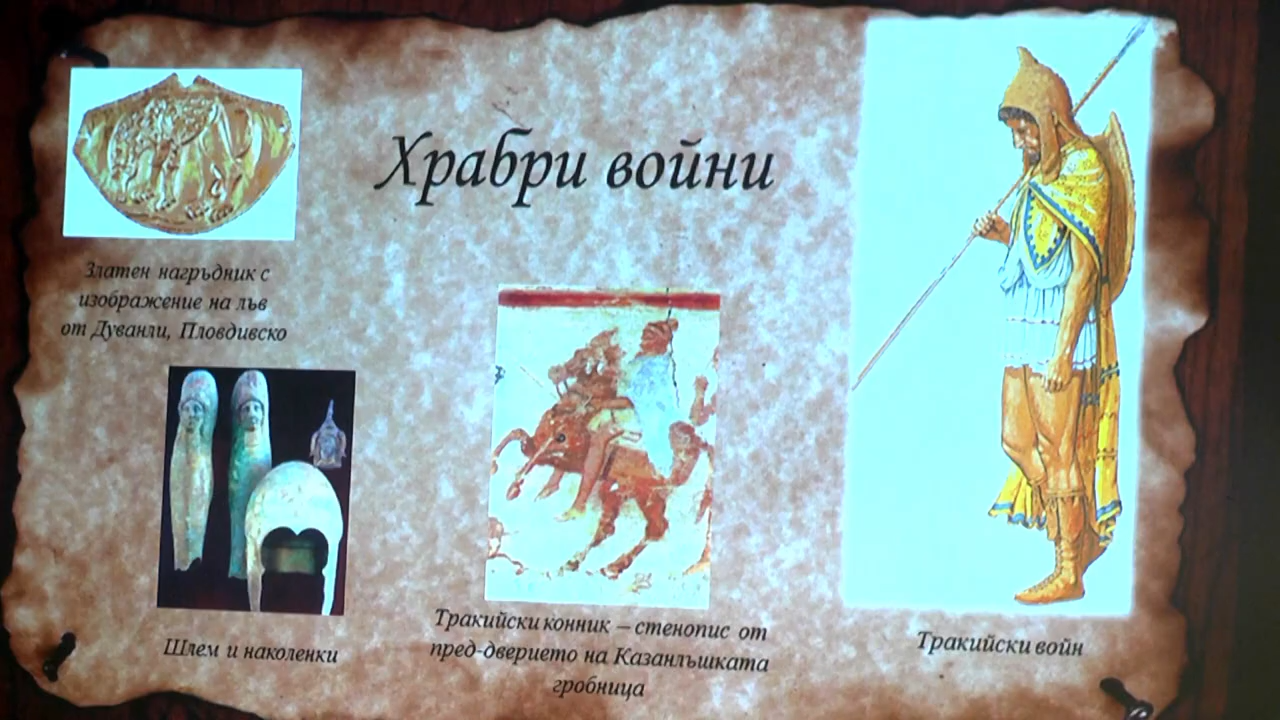 Храбри войни
Златен нагръдник с
изображение на лъв
от Дуванли, Пловдивско
Шлем и наколенки
Тракийски конник – стенопис от
пред-дверието на Казанлъшката
гробница
Тракийски войн